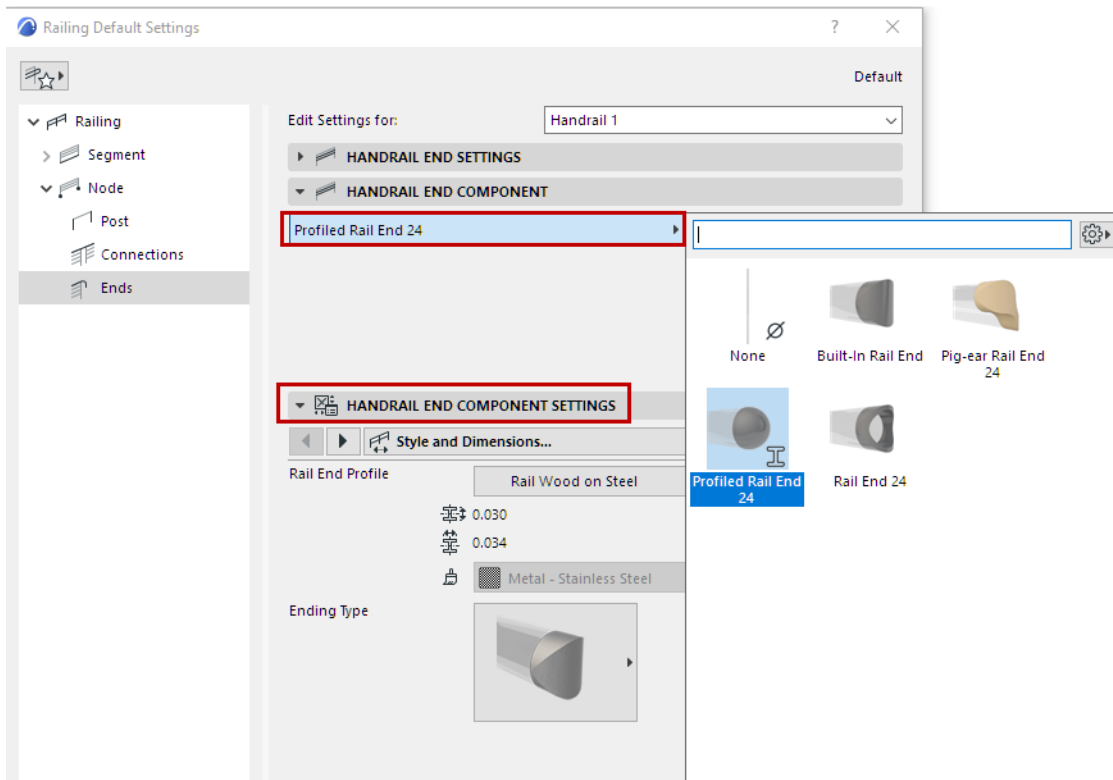 Railing Default Settings
?
Default
Railing
Segment
Node
Post
Connections
Ends
Edit Settings for:
Handrail 1
HANDRAIL END SETTINGS
HANDRAIL END COMPONENT
Profiled Rail End 24
None
Built-In Rail End
Pig-ear Rail End
24
Profiled Rail End
24
Rail End 24
HANDRAIL END COMPONENT SETTINGS
Style and Dimensions...
Rail End Profile
Rail Wood on Steel
0.030
0.034
Metal - Stainless Steel
Ending Type